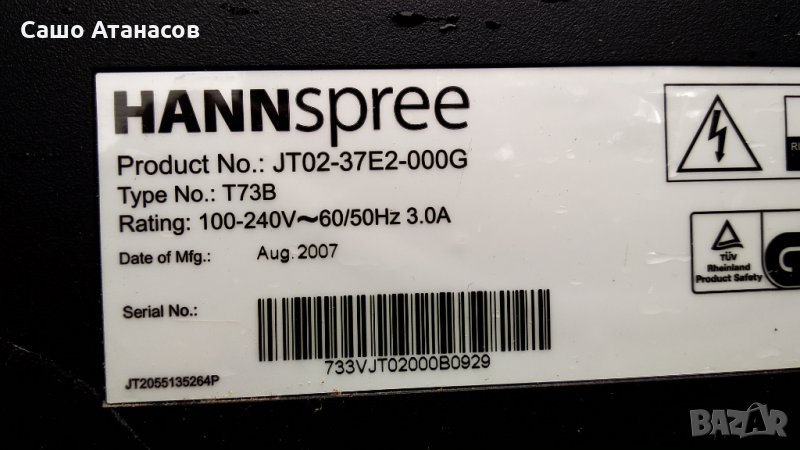 Сашо Атанасов
HANNspree
Product No.: JT02-37E2-000G
Type No.: T73B
Rating: 100-240V～60/50Hz 3.0A
Date of Mfg.: Aug. 2007
Serial No.:
733VJT02000B0929
JT2055135264P
TÜV
Rheinland
Product Safety
BAZAR